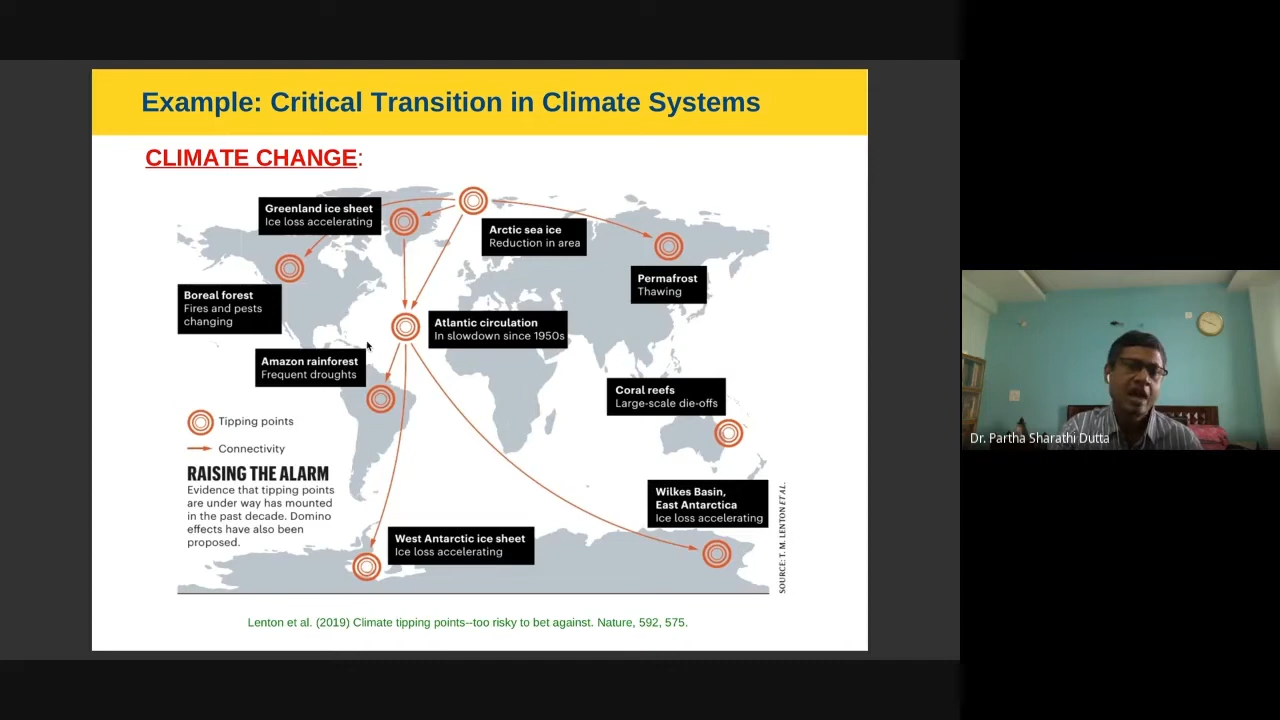 Example: Critical Transition in Climate Systems
CLIMATE CHANGE:
Greenland ice sheet
Ice loss accelerating
Arctic sea ice
Reduction in area
Permafrost
Thawing
Boreal forest
Fires and pests
changing
Atlantic circulation
In slowdown since 1950s
Amazon rainforest
Frequent droughts
Coral reefs
Large-scale die-offs
Tipping points
Connectivity
RAISING THE ALARM
Evidence that tipping points
are under way has mounted
in the past decade. Domino
effects have also been
proposed.
Wilkes Basin,
East Antarctica
Ice loss accelerating
West Antarctic ice sheet
Ice loss accelerating
SOURCE: T. M. LENTON ET AL.
Lenton et al. (2019) Climate tipping points--too risky to bet against. Nature, 592, 575.
Dr. Partha Sharathi Dutta